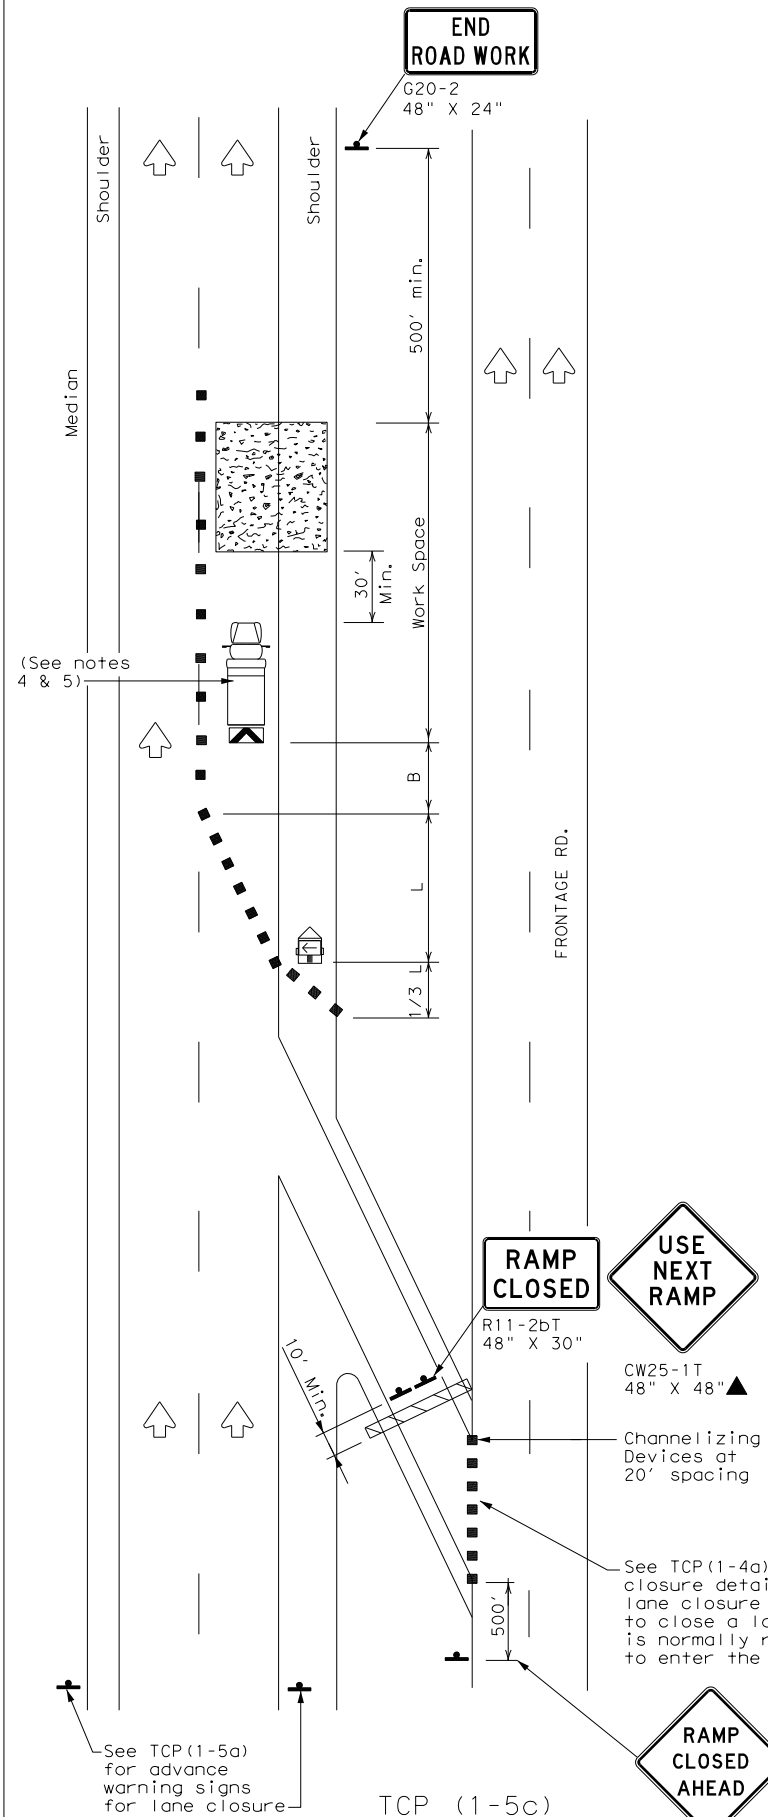 END
ROAD WORK
G20-2
48" X 24"
Shoulder
Shoulder
500' min.
Median
Work Space
30'
Min.
(See notes
4 & 5)
B
L
FRONTAGE RD.
1/3 L
RAMP
CLOSED
R11-2bT
48" X 30"
USE
NEXT
RAMP
CW25-1T
48" X 48"
10' Min.
Channelizing
Devices at
20' spacing
See TCP(1-4a)
closure detai
lane closure
to close a la
is normally r
to enter the
500'
See TCP(1-5a)
for advance
warning signs
for lane closure
RAMP
CLOSED
AHEAD
TCP (1-5c)